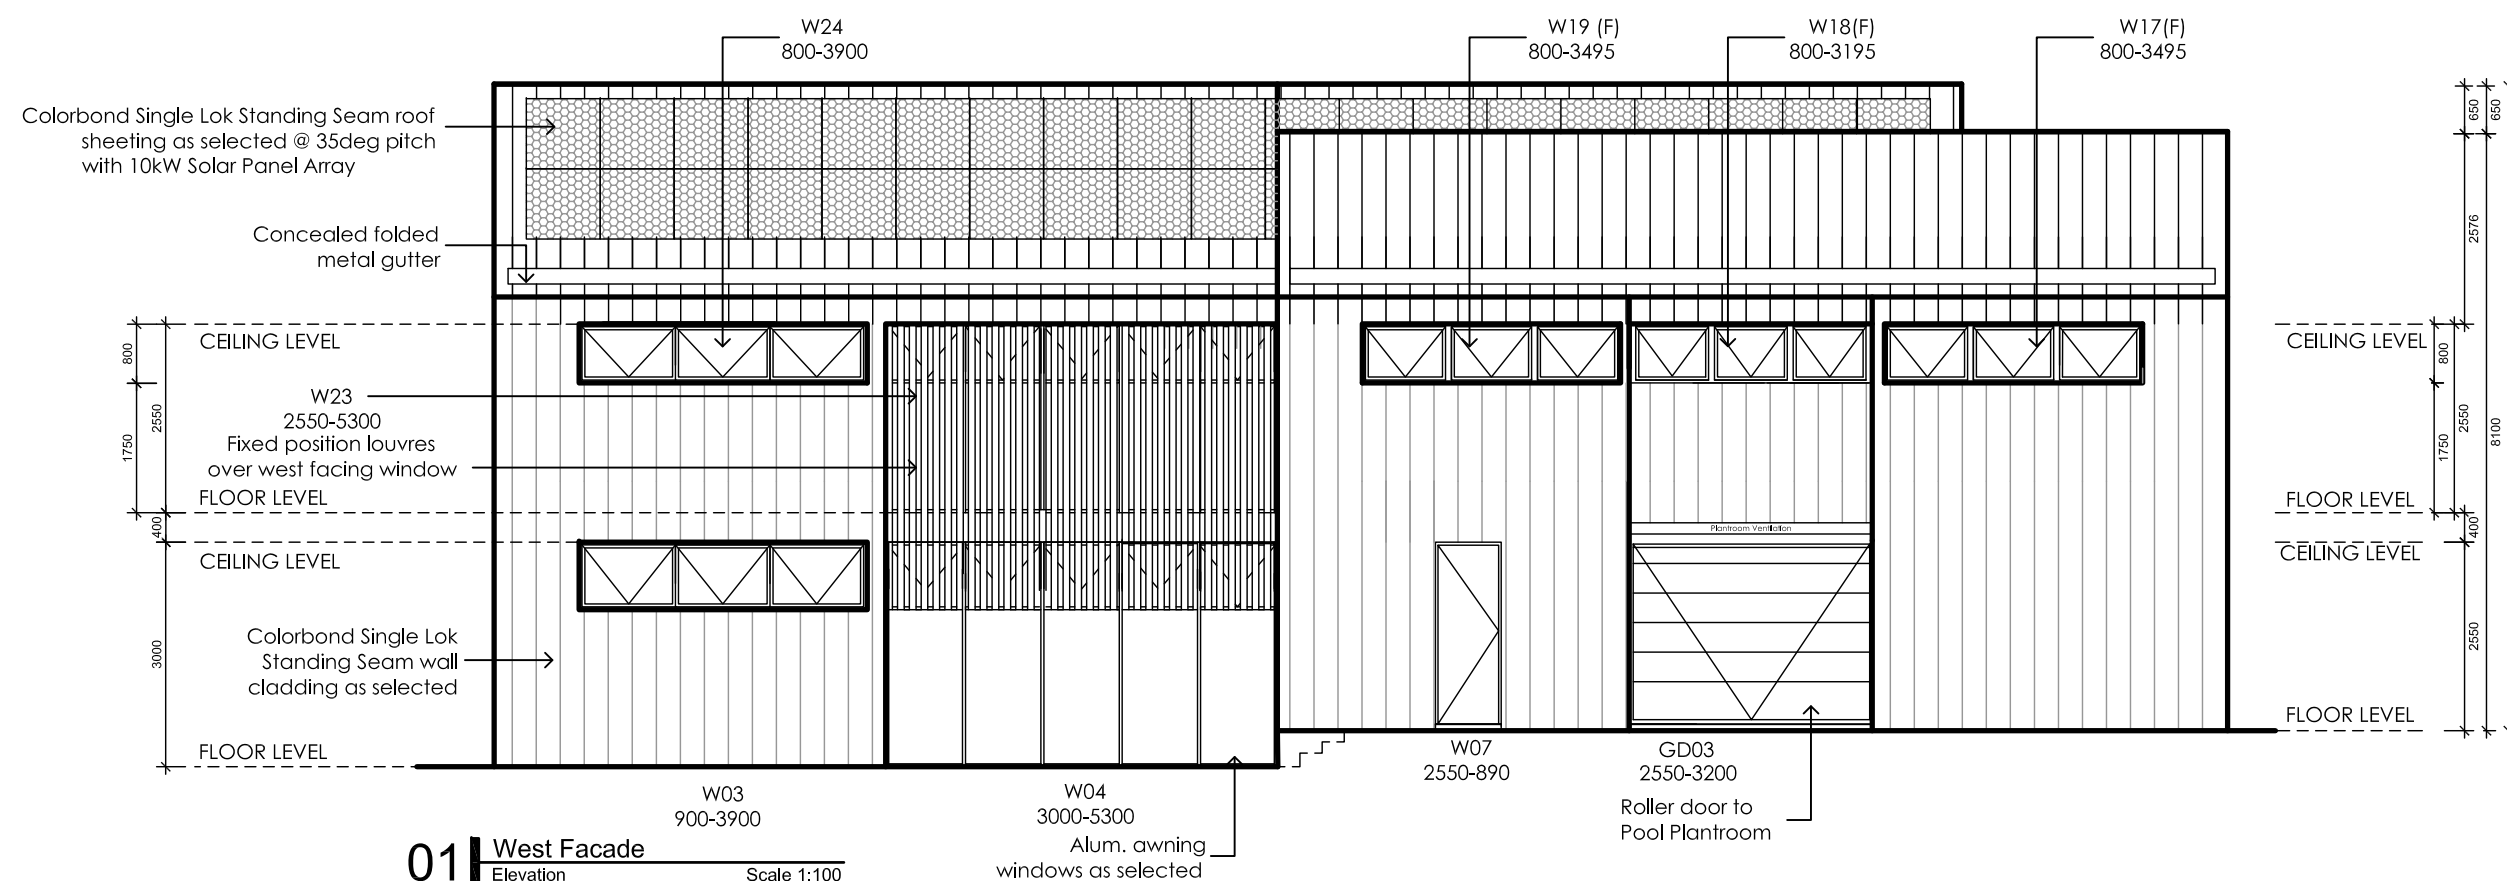 W24
800-3900
W19 (F)
800-3495
W18(F)
800-3195
W17(F)
800-3495
Colorbond Single Lok Standing Seam roof
sheeting as selected @ 35deg pitch
with 10kW Solar Panel Array
Concealed folded
metal gutter
CEILING LEVEL
W23
2550-5300
Fixed position louvres
over west facing window
FLOOR LEVEL
CEILING LEVEL
Colorbond Single Lok
Standing Seam wall
cladding as selected
FLOOR LEVEL
800
1750
2550
400
3000
Plantroom Ventilation
650
650
2576
CEILING LEVEL
800
1750
2550
8100
FLOOR LEVEL
400
CEILING LEVEL
2550
FLOOR LEVEL
W03
900-3900
W04
3000-5300
Alum. awning
windows as selected
W07
2550-890
GD03
2550-3200
Roller door to
Pool Plantroom
01
West Facade
Elevation
Scale 1:100